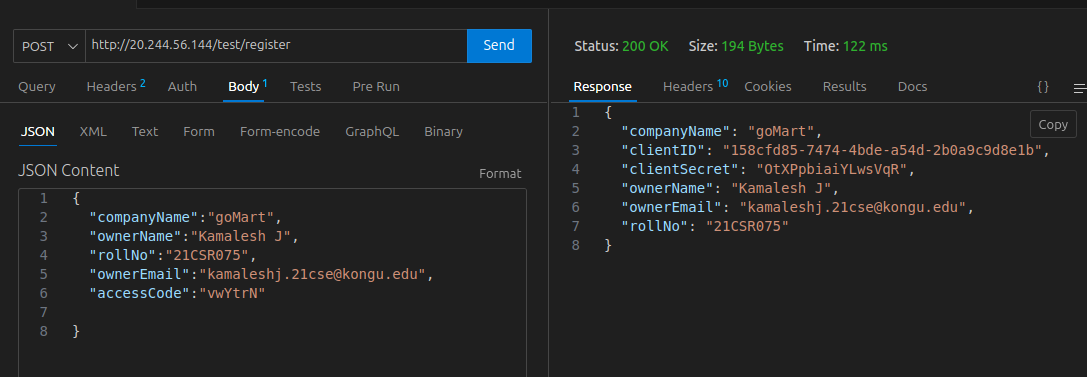 POST http://20.244.56.144/test/register Send
Query Headers 2 Auth Body 1 Tests Pre Run
JSON XML Text Form Form-encode GraphQL Binary
JSON Content Format
1 {
2 "companyName":"goMart",
3 "ownerName":"Kamalesh J",
4 "rollNo":"21CSR075",
5 "ownerEmail":"kamaleshj.21cse@kongu.edu",
6 "accessCode":"vwYtrN"
7
8 }
Status: 200 OK Size: 194 Bytes Time: 122 ms
Response Headers 10 Cookies Results Docs {}
Copy
1 {
2 "companyName": "goMart",
3 "clientID": "158cfd85-7474-4bde-a54d-2b0a9c9d8e1b",
4 "clientSecret": "OtXPpbiaiYLwsVqR",
5 "ownerName": "Kamalesh J",
6 "ownerEmail": "kamaleshj.21cse@kongu.edu",
7 "rollNo": "21CSR075"
8 }